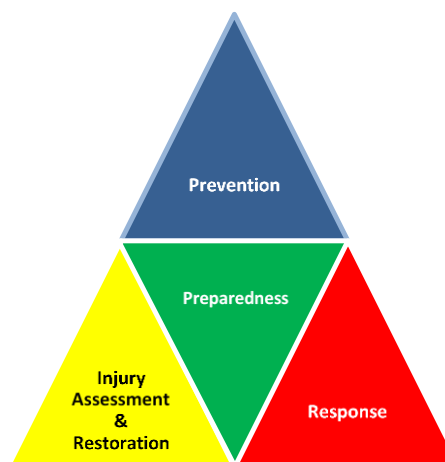 Prevention
Preparedness
Injury
Assessment
&
Restoration
Response